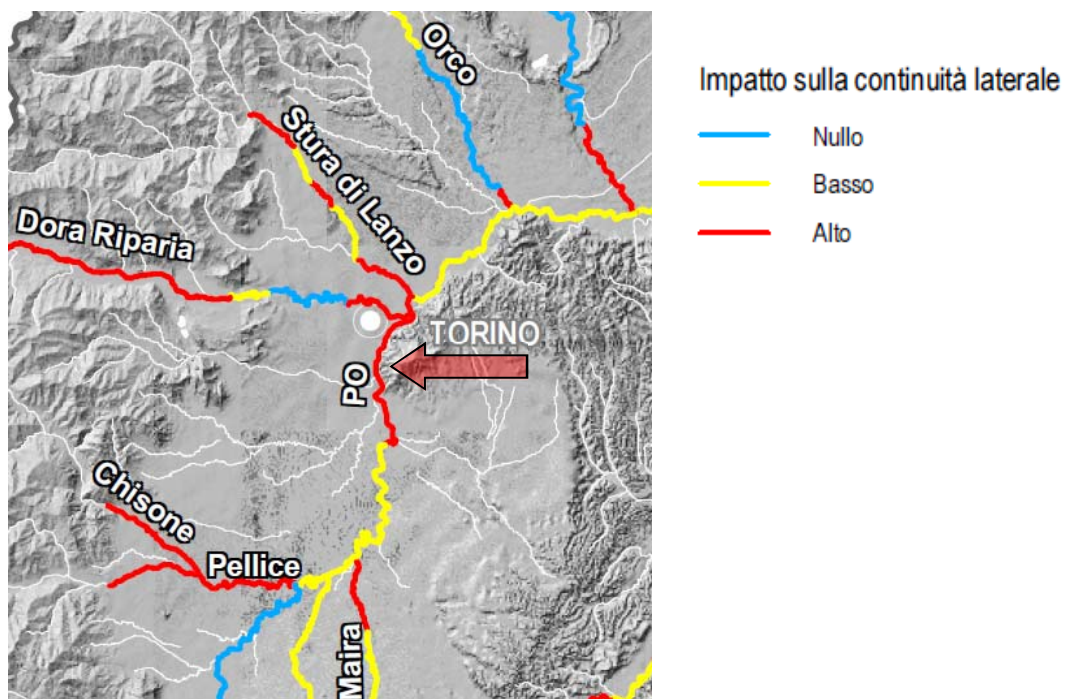 Orco
Stura di Lanzo
Dora Riparia
TORINO
PO
Chisone
Pellice
Maira
Impatto sulla continuità laterale
Nullo
Basso
Alto